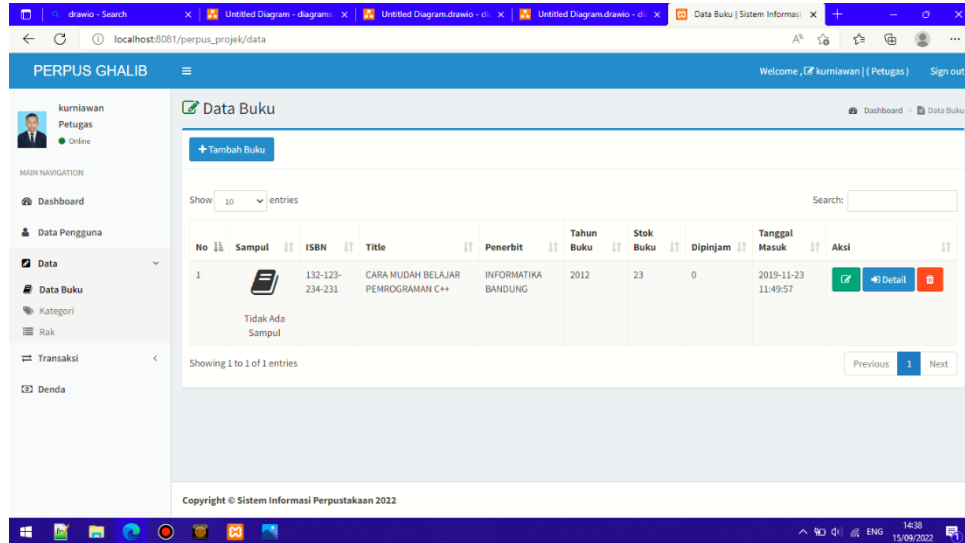 drawio - Search
Untitled Diagram - diagrams.
Untitled Diagram.drawio - di
Untitled Diagram.drawio - di
Data Buku | Sistem Informasi
localhost:8081/perpus_projek/data
PERPUS GHALIB
Welcome , kurniawan | ( Petugas )
Sign out
kurniawan
Petugas
Online
MAIN NAVIGATION
Dashboard
Data Pengguna
Data
Data Buku
Kategori
Rak
Transaksi
Denda
Data Buku
Dashboard > Data Buku
+ Tambah Buku
Show 10 entries
Search:
No Sampul ISBN Title Penerbit Tahun Buku Stok Buku Dipinjam Tanggal Masuk Aksi
1 Tidak Ada Sampul 132-123-234-231 CARA MUDAH BELAJAR PEMROGRAMAN C++ INFORMATIKA BANDUNG 2012 23 0 2019-11-23 11:49:57 Detail
Showing 1 to 1 of 1 entries
Previous 1 Next
Copyright © Sistem Informasi Perpustakaan 2022
ENG
14:38
15/09/2022